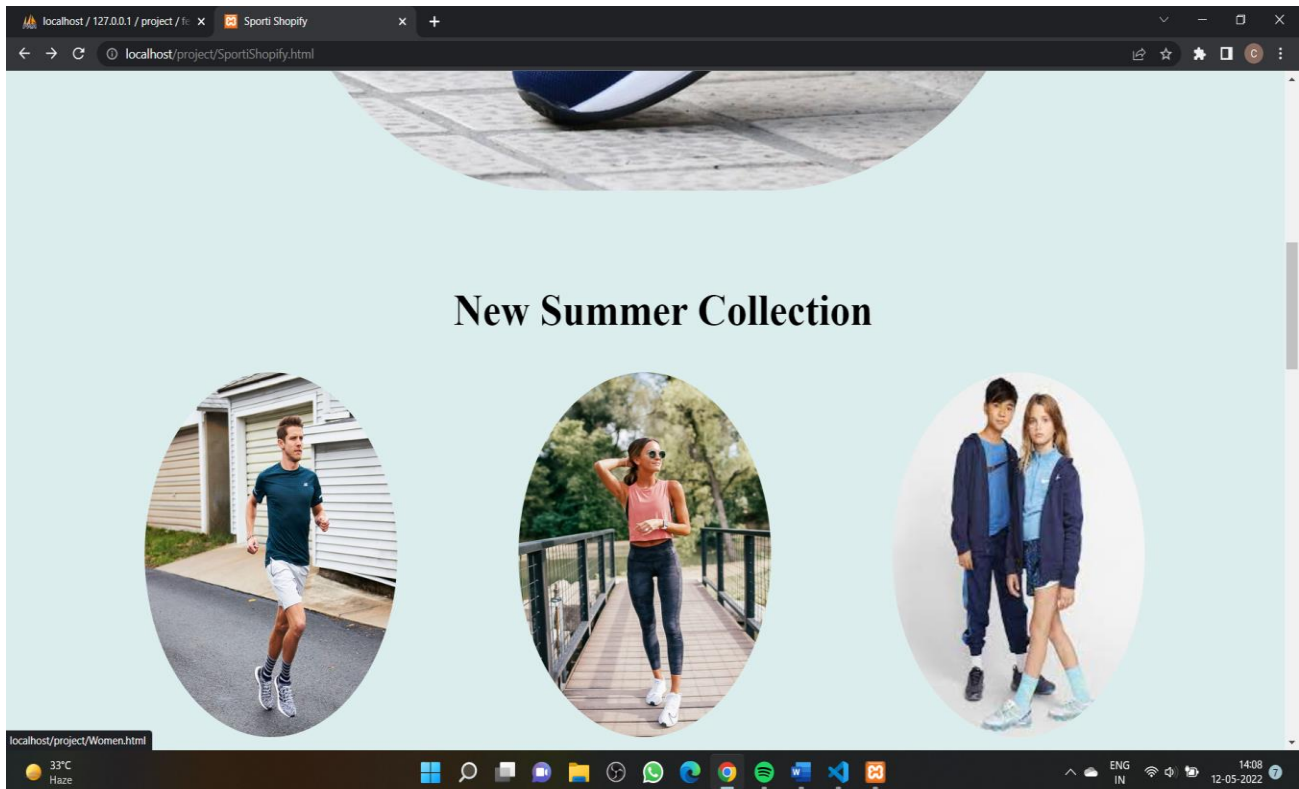 localhost / 127.0.0.1 / project / fe
Sporti Shopify
localhost/project/SportiShopify.html
C
New Summer Collection
localhost/project/Women.html
33°C
Haze
ENG
IN
14:08
12-05-2022
7